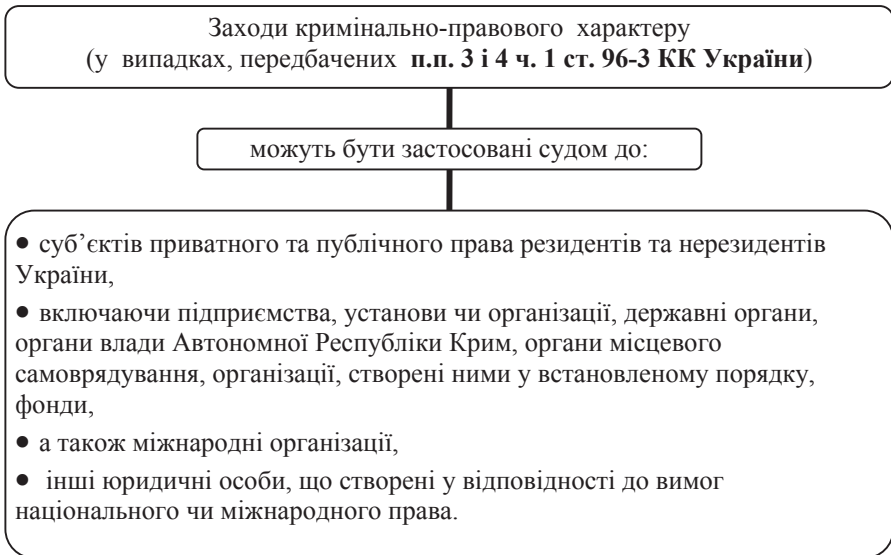 Заходи кримінально-правового характеру
(у випадках, передбачених п.п. 3 і 4 ч. 1 ст. 96-3 КК України)
можуть бути застосовані судом до:
• суб’єктів приватного та публічного права резидентів та нерезидентів
України,
• включаючи підприємства, установи чи організації, державні органи,
органи влади Автономної Республіки Крим, органи місцевого
самоврядування, організації, створені ними у встановленому порядку,
фонди,
• а також міжнародні організації,
• інші юридичні особи, що створені у відповідності до вимог
національного чи міжнародного права.